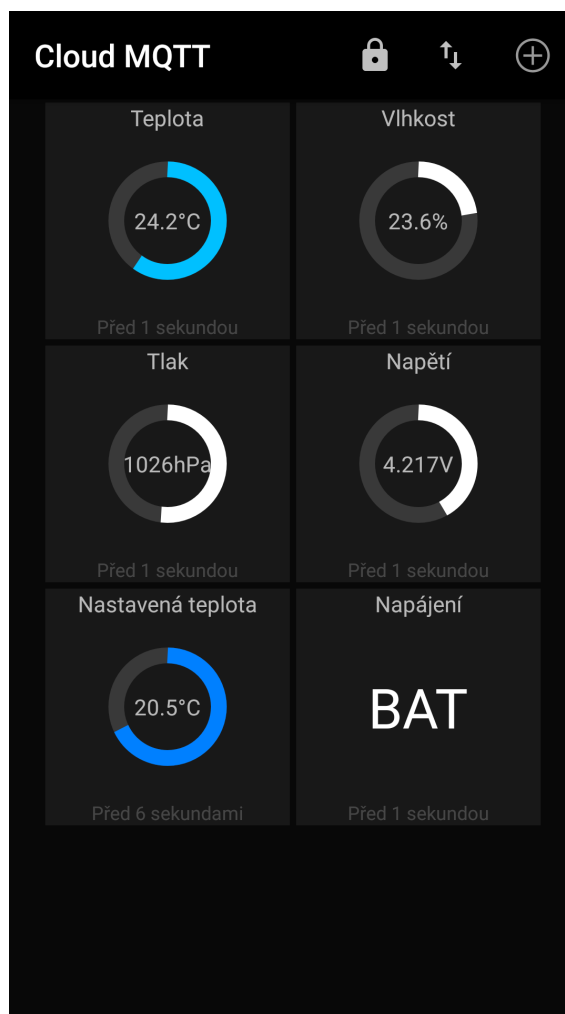 Cloud MQTT
Teplota
Vlhkost
24.2°C
23.6%
Před 1 sekundou
Před 1 sekundou
Tlak
Napětí
1026hPa
4.217V
Před 1 sekundou
Před 1 sekundou
Nastavená teplota
Napájení
20.5°C
BAT
Před 6 sekundami
Před 1 sekundou